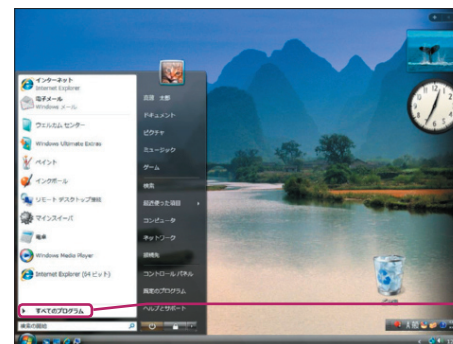 インターネット
Internet Explorer
電子メール
Windows メール
ウェルカム センター
Windows Ultimate Extras
ペイント
インクボール
リモート デスクトップ接続
マインスイーパ
電卓
Windows Media Player
Internet Explorer (64 ビット)
すべてのプログラム
検索の開始
ドキュメント
ピクチャ
ミュージック
ゲーム
検索
最近使った項目
コンピュータ
ネットワーク
接続先
コントロール パネル
既定のプログラム
ヘルプとサポート
ごみ箱